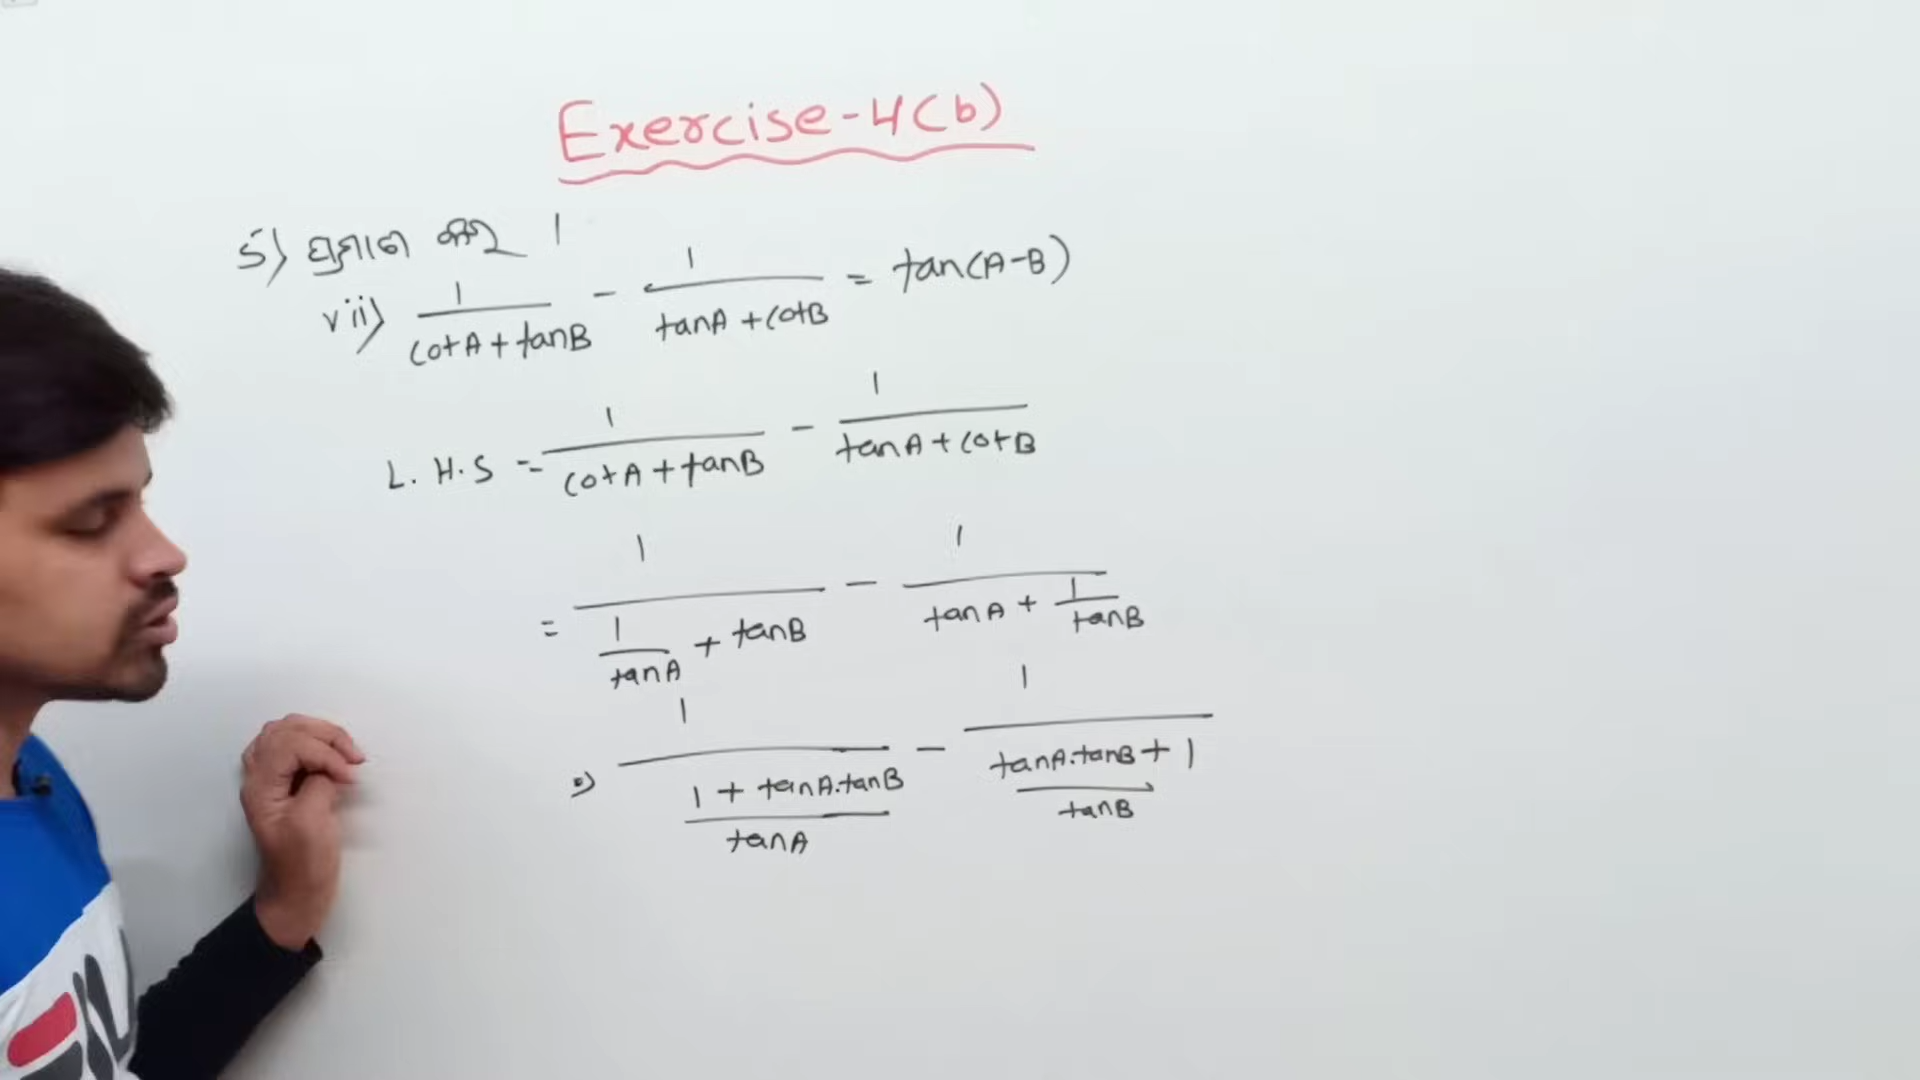 Exercise-4(b)
5) ପ୍ରମାଣ କର ।
vii) 1/(cotA + tanB) - 1/(tanA + cotB) = tan(A-B)
L.H.S = 1/(cotA + tanB) - 1/(tanA + cotB)
= 1/(1/tanA + tanB) - 1/(tanA + 1/tanB)
= 1/((1 + tanA.tanB)/tanA) - 1/((tanA.tanB + 1)/tanB)